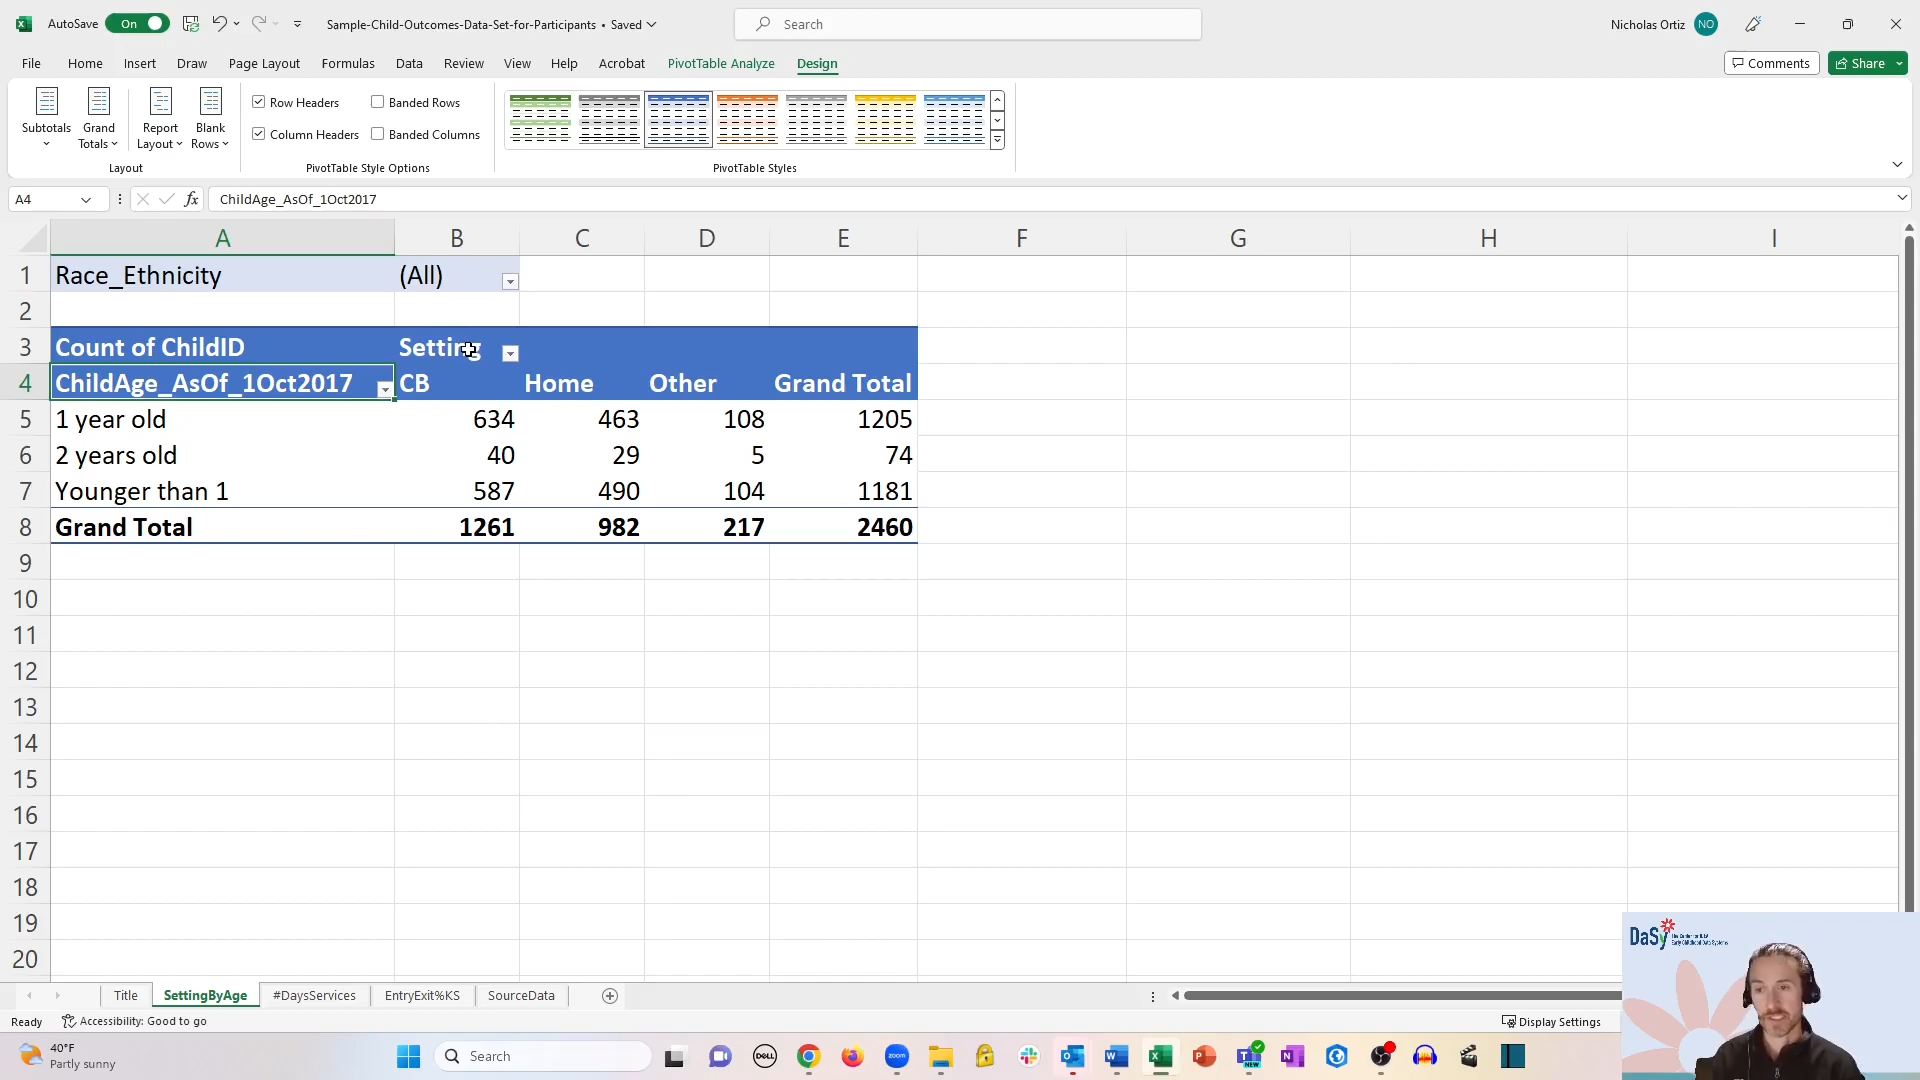 AutoSave On Sample-Child-Outcomes-Data-Set-for-Participants • Saved Search Nicholas Ortiz NO
File Home Insert Draw Page Layout Formulas Data Review View Help Acrobat PivotTable Analyze Design Comments Share
Subtotals Grand Totals Report Layout Blank Rows
Layout
Row Headers Banded Rows
Column Headers Banded Columns
PivotTable Style Options
PivotTable Styles
A4 fx ChildAge_AsOf_1Oct2017
A B C D E F G H I
1 Race_Ethnicity (All)
2
3 Count of ChildID Setting
4 ChildAge_AsOf_1Oct2017 CB Home Other Grand Total
5 1 year old 634 463 108 1205
6 2 years old 40 29 5 74
7 Younger than 1 587 490 104 1181
8 Grand Total 1261 982 217 2460
9
10
11
12
13
14
15
16
17
18
19
20
DaSy
Title SettingByAge #DaysServices EntryExit%KS SourceData
Ready Accessibility: Good to go Display Settings
40°F
Partly sunny
Search
DELL
zoom
NEW